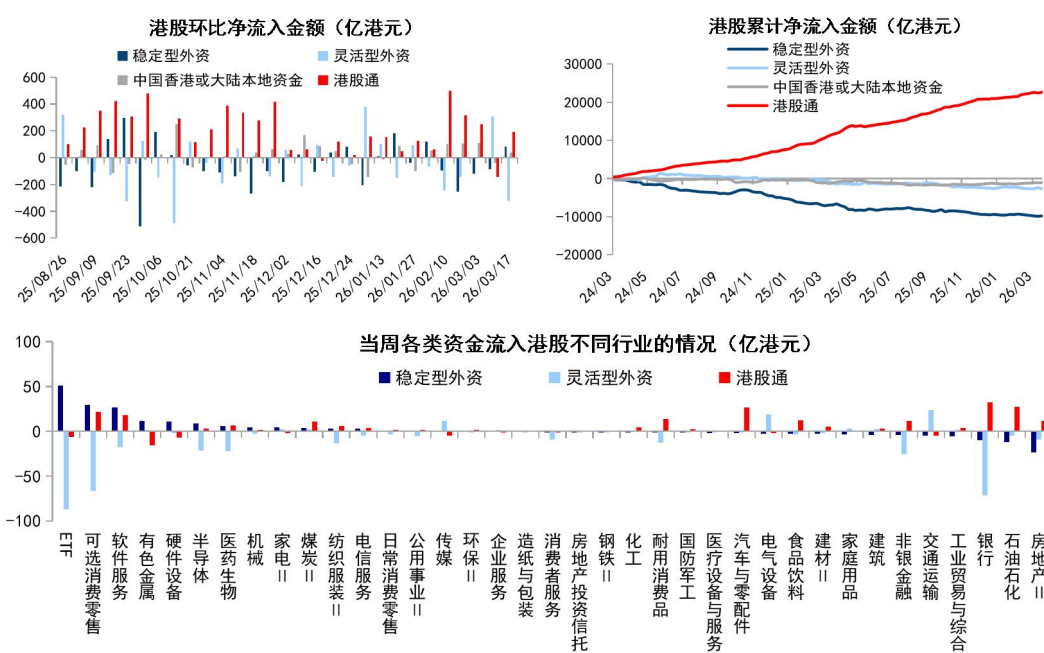 港股环比净流入金额（亿港元）
稳定型外资
灵活型外资
中国香港或大陆本地资金
港股通
600
400
200
0
−200
−400
−600
25/08/26
25/09/09
25/09/23
25/10/06
25/10/21
25/11/04
25/11/18
25/12/02
25/12/16
25/12/24
26/01/13
26/01/27
26/02/10
26/03/03
26/03/17
港股累计净流入金额（亿港元）
稳定型外资
灵活型外资
中国香港或大陆本地资金
港股通
30000
20000
10000
0
−10000
−20000
24/03
24/05
24/07
24/09
24/11
25/01
25/03
25/05
25/07
25/09
25/11
26/01
26/03
当周各类资金流入港股不同行业的情况（亿港元）
稳定型外资
灵活型外资
港股通
100
50
0
−50
−100
ETF
可选消费零售
软件服务
有色金属
硬件设备
半导体
医药生物
机械
家电Ⅱ
煤炭Ⅱ
纺织服装Ⅱ
电信服务
日常消费零售
公用事业Ⅱ
传媒
环保Ⅱ
企业服务
造纸与包装
消费者服务
房地产投资信托
钢铁Ⅱ
化工
耐用消费品
国防军工
医疗设备与服务
汽车与零配件
电气设备
食品饮料
建材Ⅱ
家庭用品
建筑
非银金融
交通运输
工业贸易与综合
银行
石油石化
房地产Ⅱ